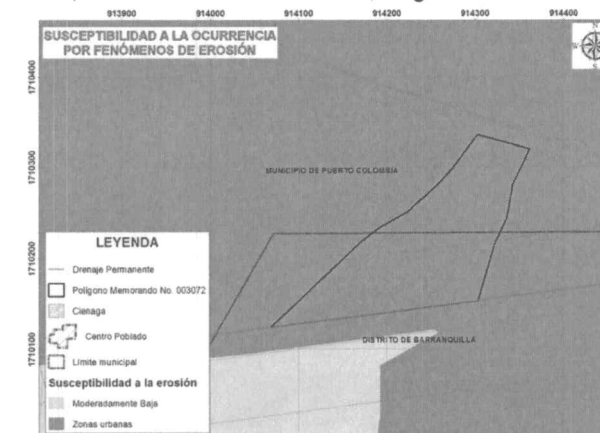 913900 914000 914100 914200 914300 914400
SUSCEPTIBILIDAD A LA OCURRENCIA
POR FENÓMENOS DE EROSIÓN
1710400
1710300
1710200
1710100
MUNICIPIO DE PUERTO COLOMBIA
DISTRITO DE BARRANQUILLA
LEYENDA
Drenaje Permanente
Polígono Memorando No. 003072
Cienaga
Centro Poblado
Limite municipal
Susceptibilidad a la erosión
Moderadamente Baja
Zonas urbanas